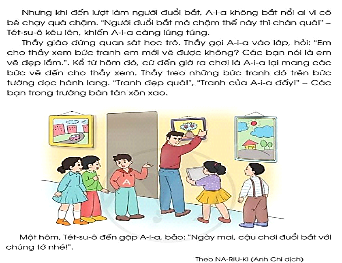 Nhưng khi đến lượt làm người đuổi bắt, A-i-a không bắt nổi ai vì cô
bé chạy quá chậm. "Người đuổi bắt mà chậm thế này thì chán quá!" –
Tét-su-ô kêu lên, khiến A-i-a càng lúng túng.
Thầy giáo đứng quan sát học trò. Thầy gọi A-i-a vào lớp, hỏi: "Em
cho thầy xem bức tranh em mới vẽ được không? Các bạn nói là em
vẽ đẹp lắm.". Kể từ hôm đó, cứ đến giờ ra chơi là A-i-a lại mang các
bức vẽ đến cho thầy xem. Thầy treo những bức tranh đó trên bức
tường dọc hành lang. "Tranh đẹp quá!", "Tranh của A-i-a đấy!" – Các
bạn trong trường bàn tán xôn xao.
Một hôm, Tét-su-ô đến gặp A-i-a, bảo: "Ngày mai, cậu chơi đuổi bắt với
chúng tớ nhé!".
Theo NA-RIU-KI (Anh Chi dịch)